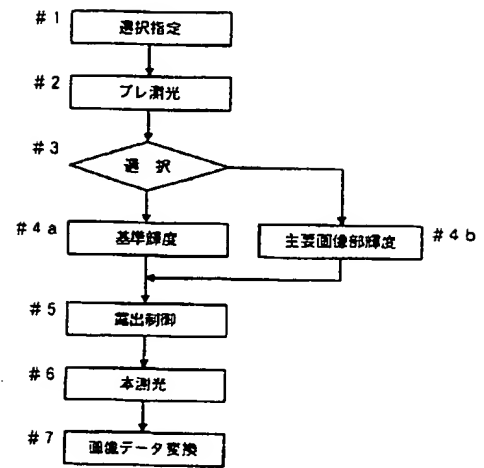 #1 選択指定
#2 プレ測光
#3 選択
#4a 基準輝度
主要画像部輝度 #4b
#5 露出制御
#6 本測光
#7 画像データ変換